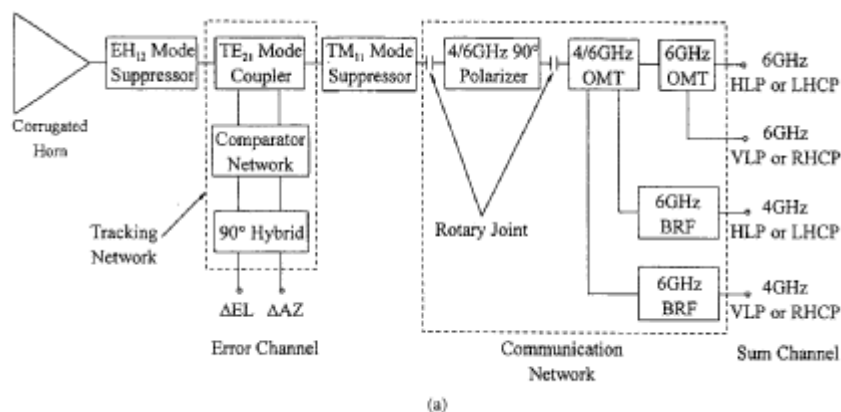 Corrugated
Horn
EH12 Mode
Suppressor
TE21 Mode
Coupler
TM11 Mode
Suppressor
4/6GHz 90°
Polarizer
4/6GHz
OMT
6GHz
OMT
6GHz
HLP or LHCP
6GHz
VLP or RHCP
Comparator
Network
90° Hybrid
Tracking
Network
ΔEL ΔAZ
Error Channel
Rotary Joint
6GHz
BRF
4GHz
HLP or LHCP
6GHz
BRF
4GHz
VLP or RHCP
Communication
Network
Sum Channel
(a)